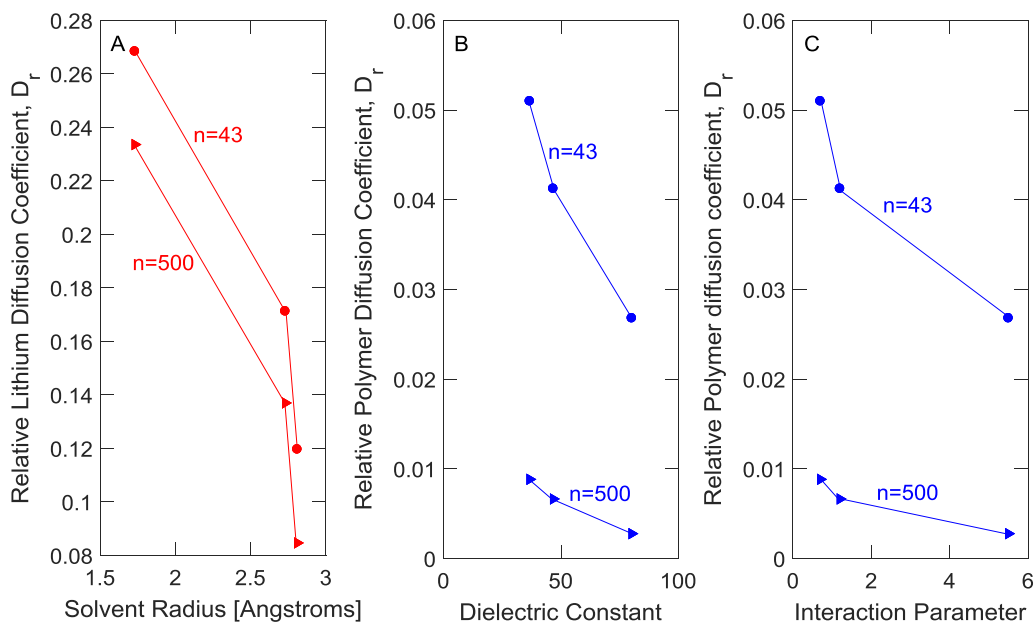 A
Relative Lithium Diffusion Coefficient, D_r
0.28
0.26
0.24
0.22
0.2
0.18
0.16
0.14
0.12
0.1
0.08
n=43
n=500
1.5
2
2.5
3
Solvent Radius [Angstroms]
B
Relative Polymer Diffusion Coefficient, D_r
0.06
0.05
0.04
0.03
0.02
0.01
0
n=43
n=500
0
50
100
Dielectric Constant
C
Relative Polymer diffusion coefficient, D_r
0.06
0.05
0.04
0.03
0.02
0.01
0
n=43
n=500
0
2
4
6
Interaction Parameter